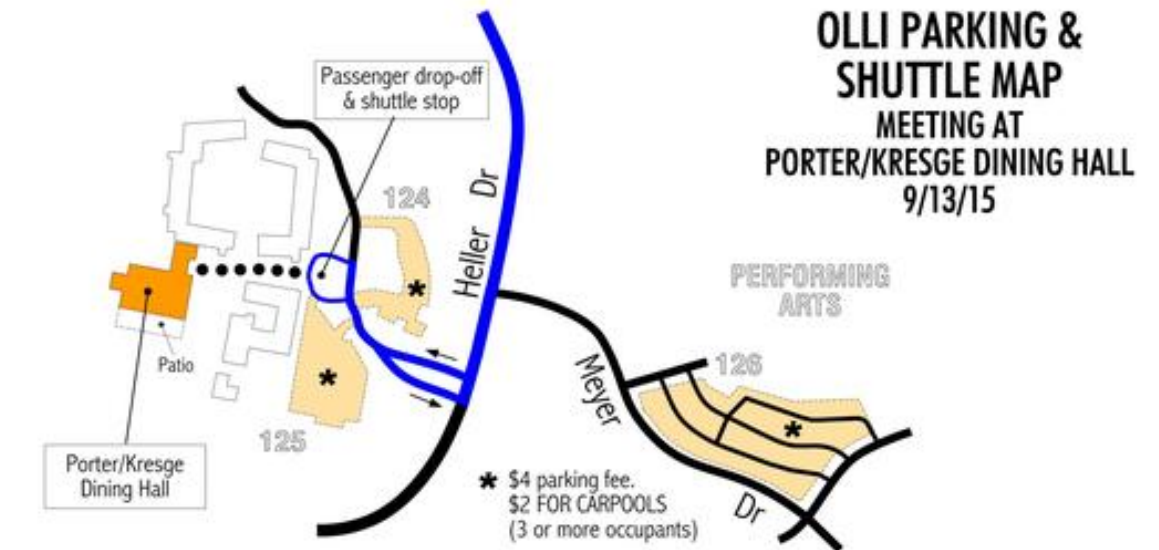 OLLI PARKING &
SHUTTLE MAP
MEETING AT
PORTER/KRESGE DINING HALL
9/13/15
Passenger drop-off
& shuttle stop
124
Heller Dr
PERFORMING
ARTS
Patio
Meyer Dr
126
125
Porter/Kresge
Dining Hall
* $4 parking fee.
$2 FOR CARPOOLS
(3 or more occupants)